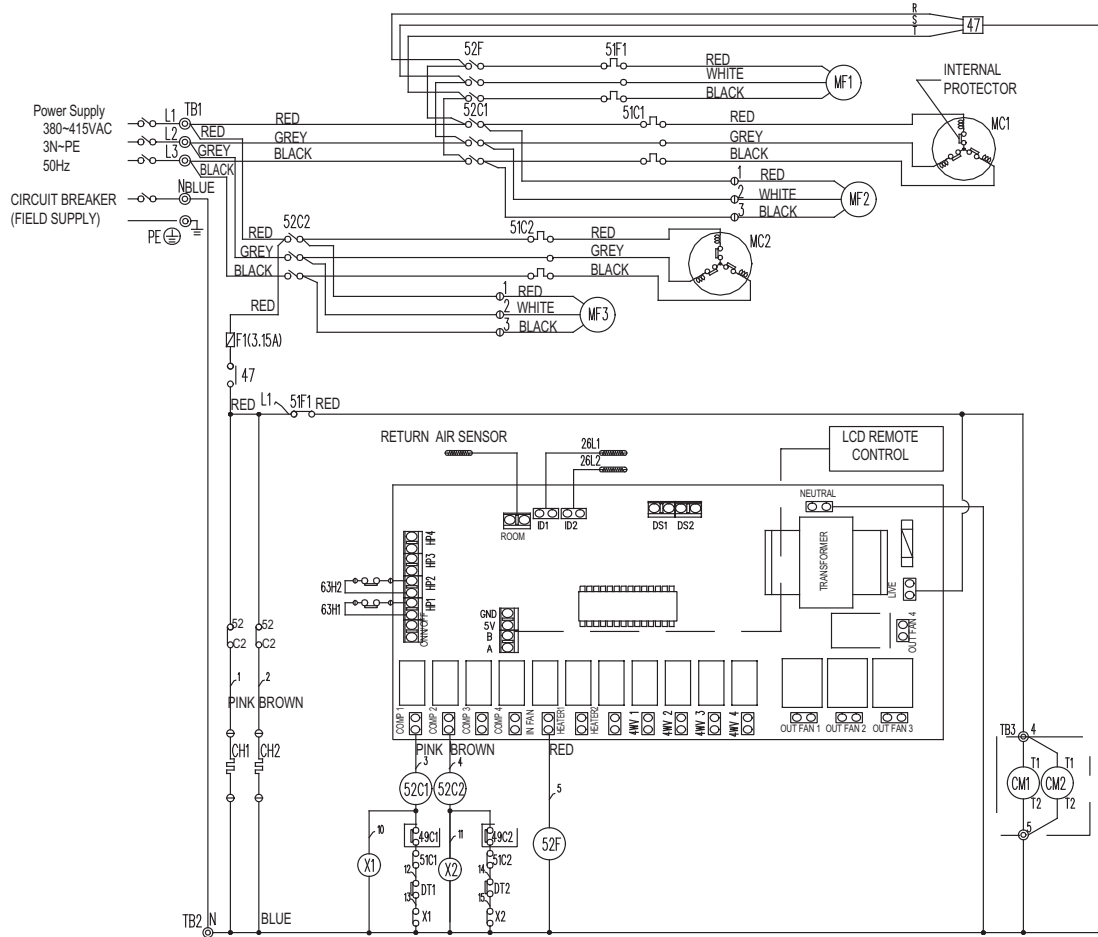 R
S
T
47
52F
51F1
RED
WHITE
BLACK
MF1
INTERNAL
PROTECTOR
Power Supply
380~415VAC
3N~PE
50Hz
TB1
L1
L2
L3
RED
GREY
BLACK
RED
GREY
BLACK
52C1
51C1
RED
GREY
BLACK
MC1
1 RED
2 WHITE
3 BLACK
MF2
CIRCUIT BREAKER
(FIELD SUPPLY)
N
BLUE
PE
52C2
51C2
RED
GREY
BLACK
RED
GREY
BLACK
MC2
RED
1 RED
2 WHITE
3 BLACK
MF3
F1(3.15A)
47
RED
L1
51F1
RED
RETURN AIR SENSOR
26L1
26L2
LCD REMOTE
CONTROL
ROOM
ID1
ID2
DS1
DS2
NEUTRAL
TRANSFORMER
LIVE
HP4
HP3
HP2
HP1
ON/OFF
63H2
63H1
GND
5V
B
A
OUT FAN 4
COMP 1
COMP 2
COMP 3
COMP 4
IN FAN
HEATER1
HEATER2
4WV 1
4WV 2
4WV 3
4WV 4
OUT FAN 1
OUT FAN 2
OUT FAN 3
52
C2
52
C2
1
2
PINK
BROWN
CH1
CH2
PINK
BROWN
RED
3
4
5
52C1
52C2
52F
10
11
X1
X2
49C1
49C2
51C1
51C2
12
14
DT1
DT2
13
15
X1
X2
TB3
4
T1
T1
CM1
CM2
T2
T2
5
TB2
N
BLUE